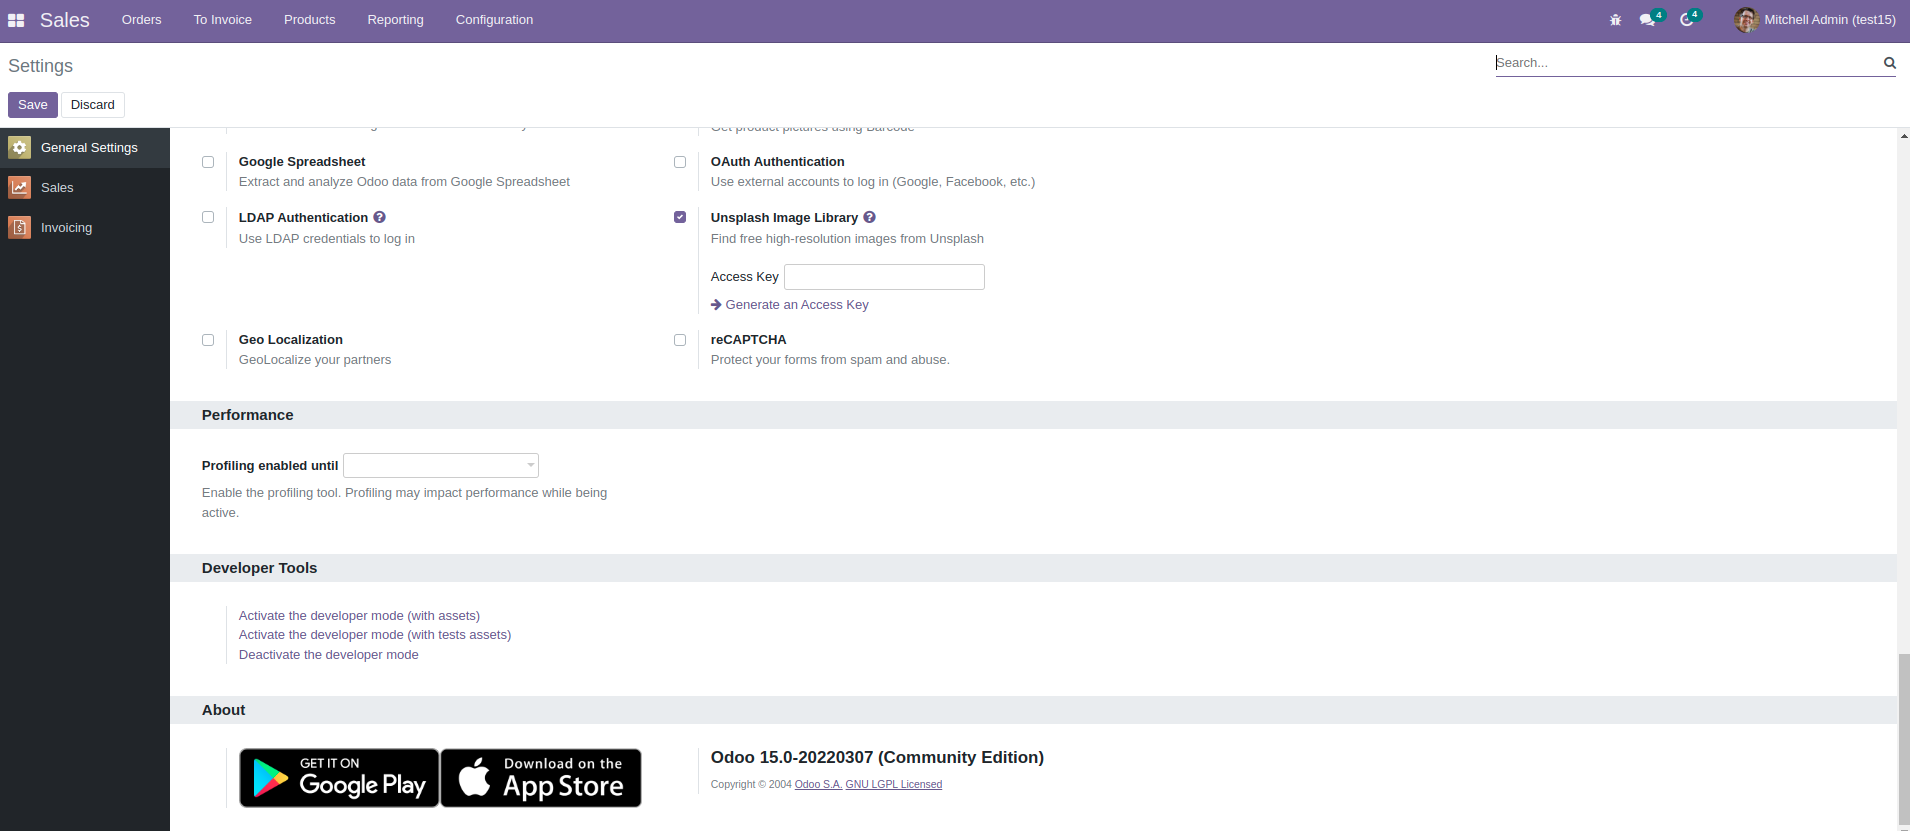 Sales
Orders
To Invoice
Products
Reporting
Configuration
4
4
Mitchell Admin (test15)
Settings
Search...
Save
Discard
General Settings
Sales
Invoicing
Get product pictures using Barcode
Google Spreadsheet
Extract and analyze Odoo data from Google Spreadsheet
OAuth Authentication
Use external accounts to log in (Google, Facebook, etc.)
LDAP Authentication ?
Use LDAP credentials to log in
Unsplash Image Library ?
Find free high-resolution images from Unsplash
Access Key
Generate an Access Key
Geo Localization
GeoLocalize your partners
reCAPTCHA
Protect your forms from spam and abuse.
Performance
Profiling enabled until
Enable the profiling tool. Profiling may impact performance while being
active.
Developer Tools
Activate the developer mode (with assets)
Activate the developer mode (with tests assets)
Deactivate the developer mode
About
GET IT ON
Google Play
Download on the
App Store
Odoo 15.0-20220307 (Community Edition)
Copyright © 2004 Odoo S.A. GNU LGPL Licensed